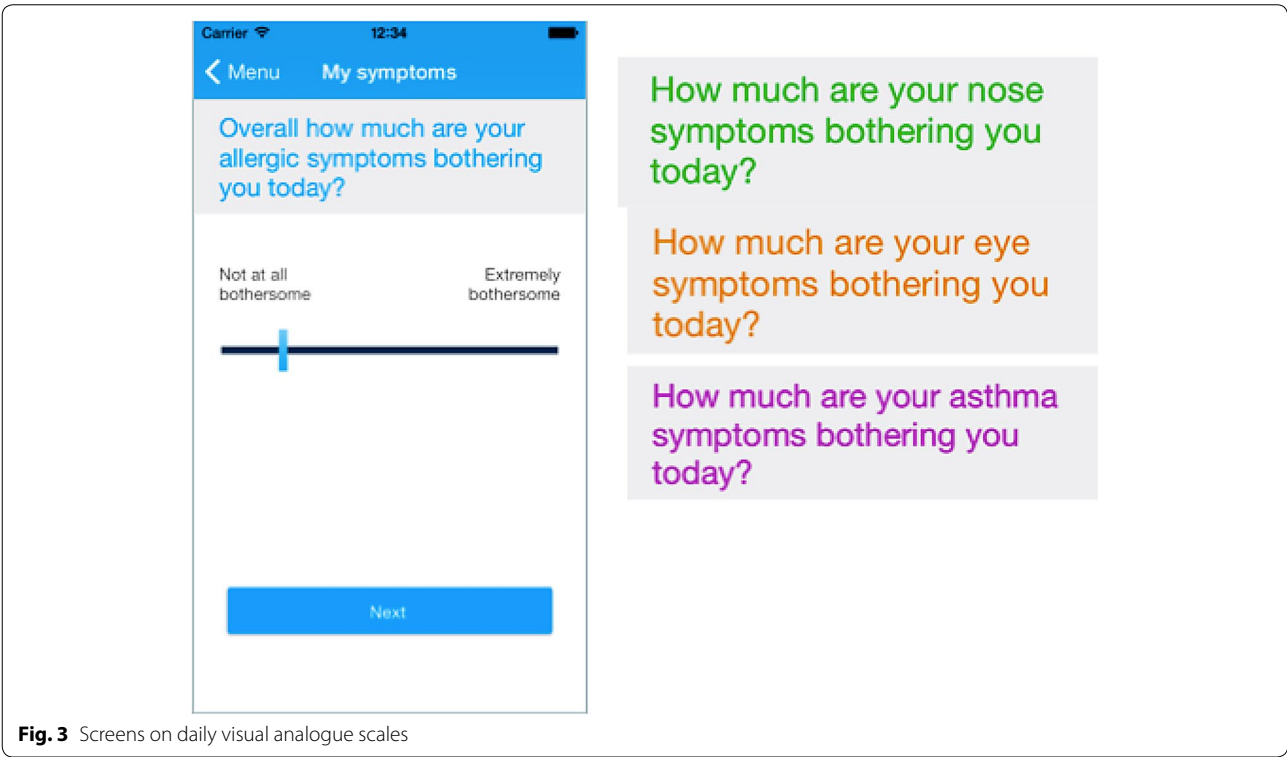 Carrier 12:34
Menu My symptoms
Overall how much are your
allergic symptoms bothering
you today?
Not at all
bothersome
Extremely
bothersome
Next
How much are your nose
symptoms bothering you
today?
How much are your eye
symptoms bothering you
today?
How much are your asthma
symptoms bothering you
today?
Fig. 3 Screens on daily visual analogue scales